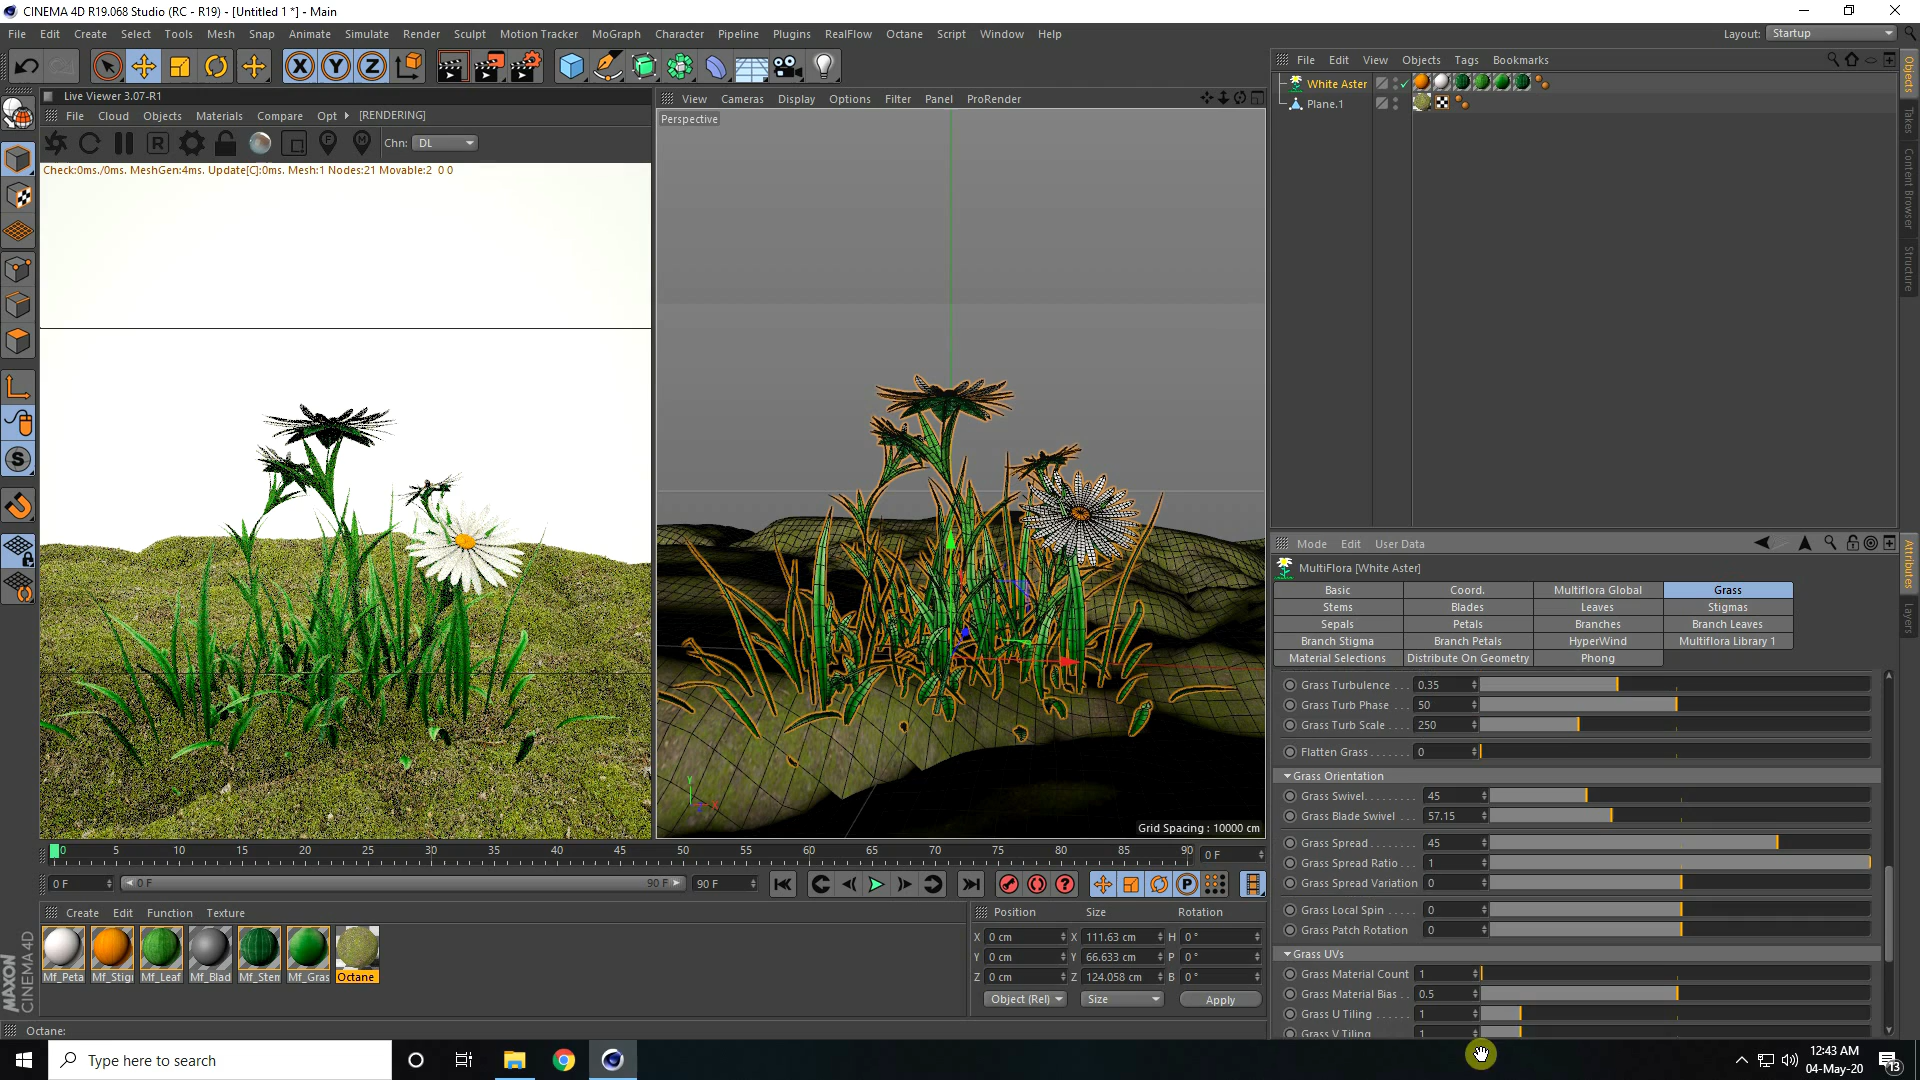 CINEMA 4D R19.068 Studio (RC - R19) - [Untitled 1 *] - Main
File Edit Create Select Tools Mesh Snap Animate Simulate Render Sculpt Motion Tracker MoGraph Character Pipeline Plugins RealFlow Octane Script Window Help Layout: Startup
X Y Z
Live Viewer 3.07-R1
File Cloud Objects Materials Compare Opt [RENDERING]
Chn: DL
Check:0ms./0ms. MeshGen:4ms. Update[C]:0ms. Mesh:1 Nodes:21 Movable:2 0 0
View Cameras Display Options Filter Panel ProRender
Perspective
Grid Spacing : 10000 cm
File Edit View Objects Tags Bookmarks
White Aster
Plane.1
Objects
Takes
Content Browser
Structure
Mode Edit User Data
MultiFlora [White Aster]
Basic Coord. Multiflora Global Grass
Stems Blades Leaves Stigmas
Sepals Petals Branches Branch Leaves
Branch Stigma Branch Petals HyperWind Multiflora Library 1
Material Selections Distribute On Geometry Phong
Grass Turbulence . . . 0.35
Grass Turb Phase . . . 50
Grass Turb Scale . . . . 250
Flatten Grass . . . . . . . 0
Grass Orientation
Grass Swivel. . . . . . . . 45
Grass Blade Swivel . . . 57.15
Grass Spread . . . . . . . 45
Grass Spread Ratio . . . 1
Grass Spread Variation 0
Grass Local Spin . . . . . 0
Grass Patch Rotation 0
Grass UVs
Grass Material Count 1
Grass Material Bias . . 0.5
Grass U Tiling . . . . . . 1
Grass V Tiling. . . . . . 1
Attributes
Layers
0 5 10 15 20 25 30 35 40 45 50 55 60 65 70 75 80 85 90 0 F
0 F 0 F 90 F 90 F
Create Edit Function Texture
Mf_Peta Mf_Stigi Mf_Leaf Mf_Blad Mf_Sten Mf_Gras Octane
Position Size Rotation
X 0 cm X 111.63 cm H 0 °
Y 0 cm Y 66.633 cm P 0 °
Z 0 cm Z 124.058 cm B 0 °
Object (Rel) Size Apply
MAXON
CINEMA 4D
Octane:
Type here to search
12:43 AM
04-May-20
13